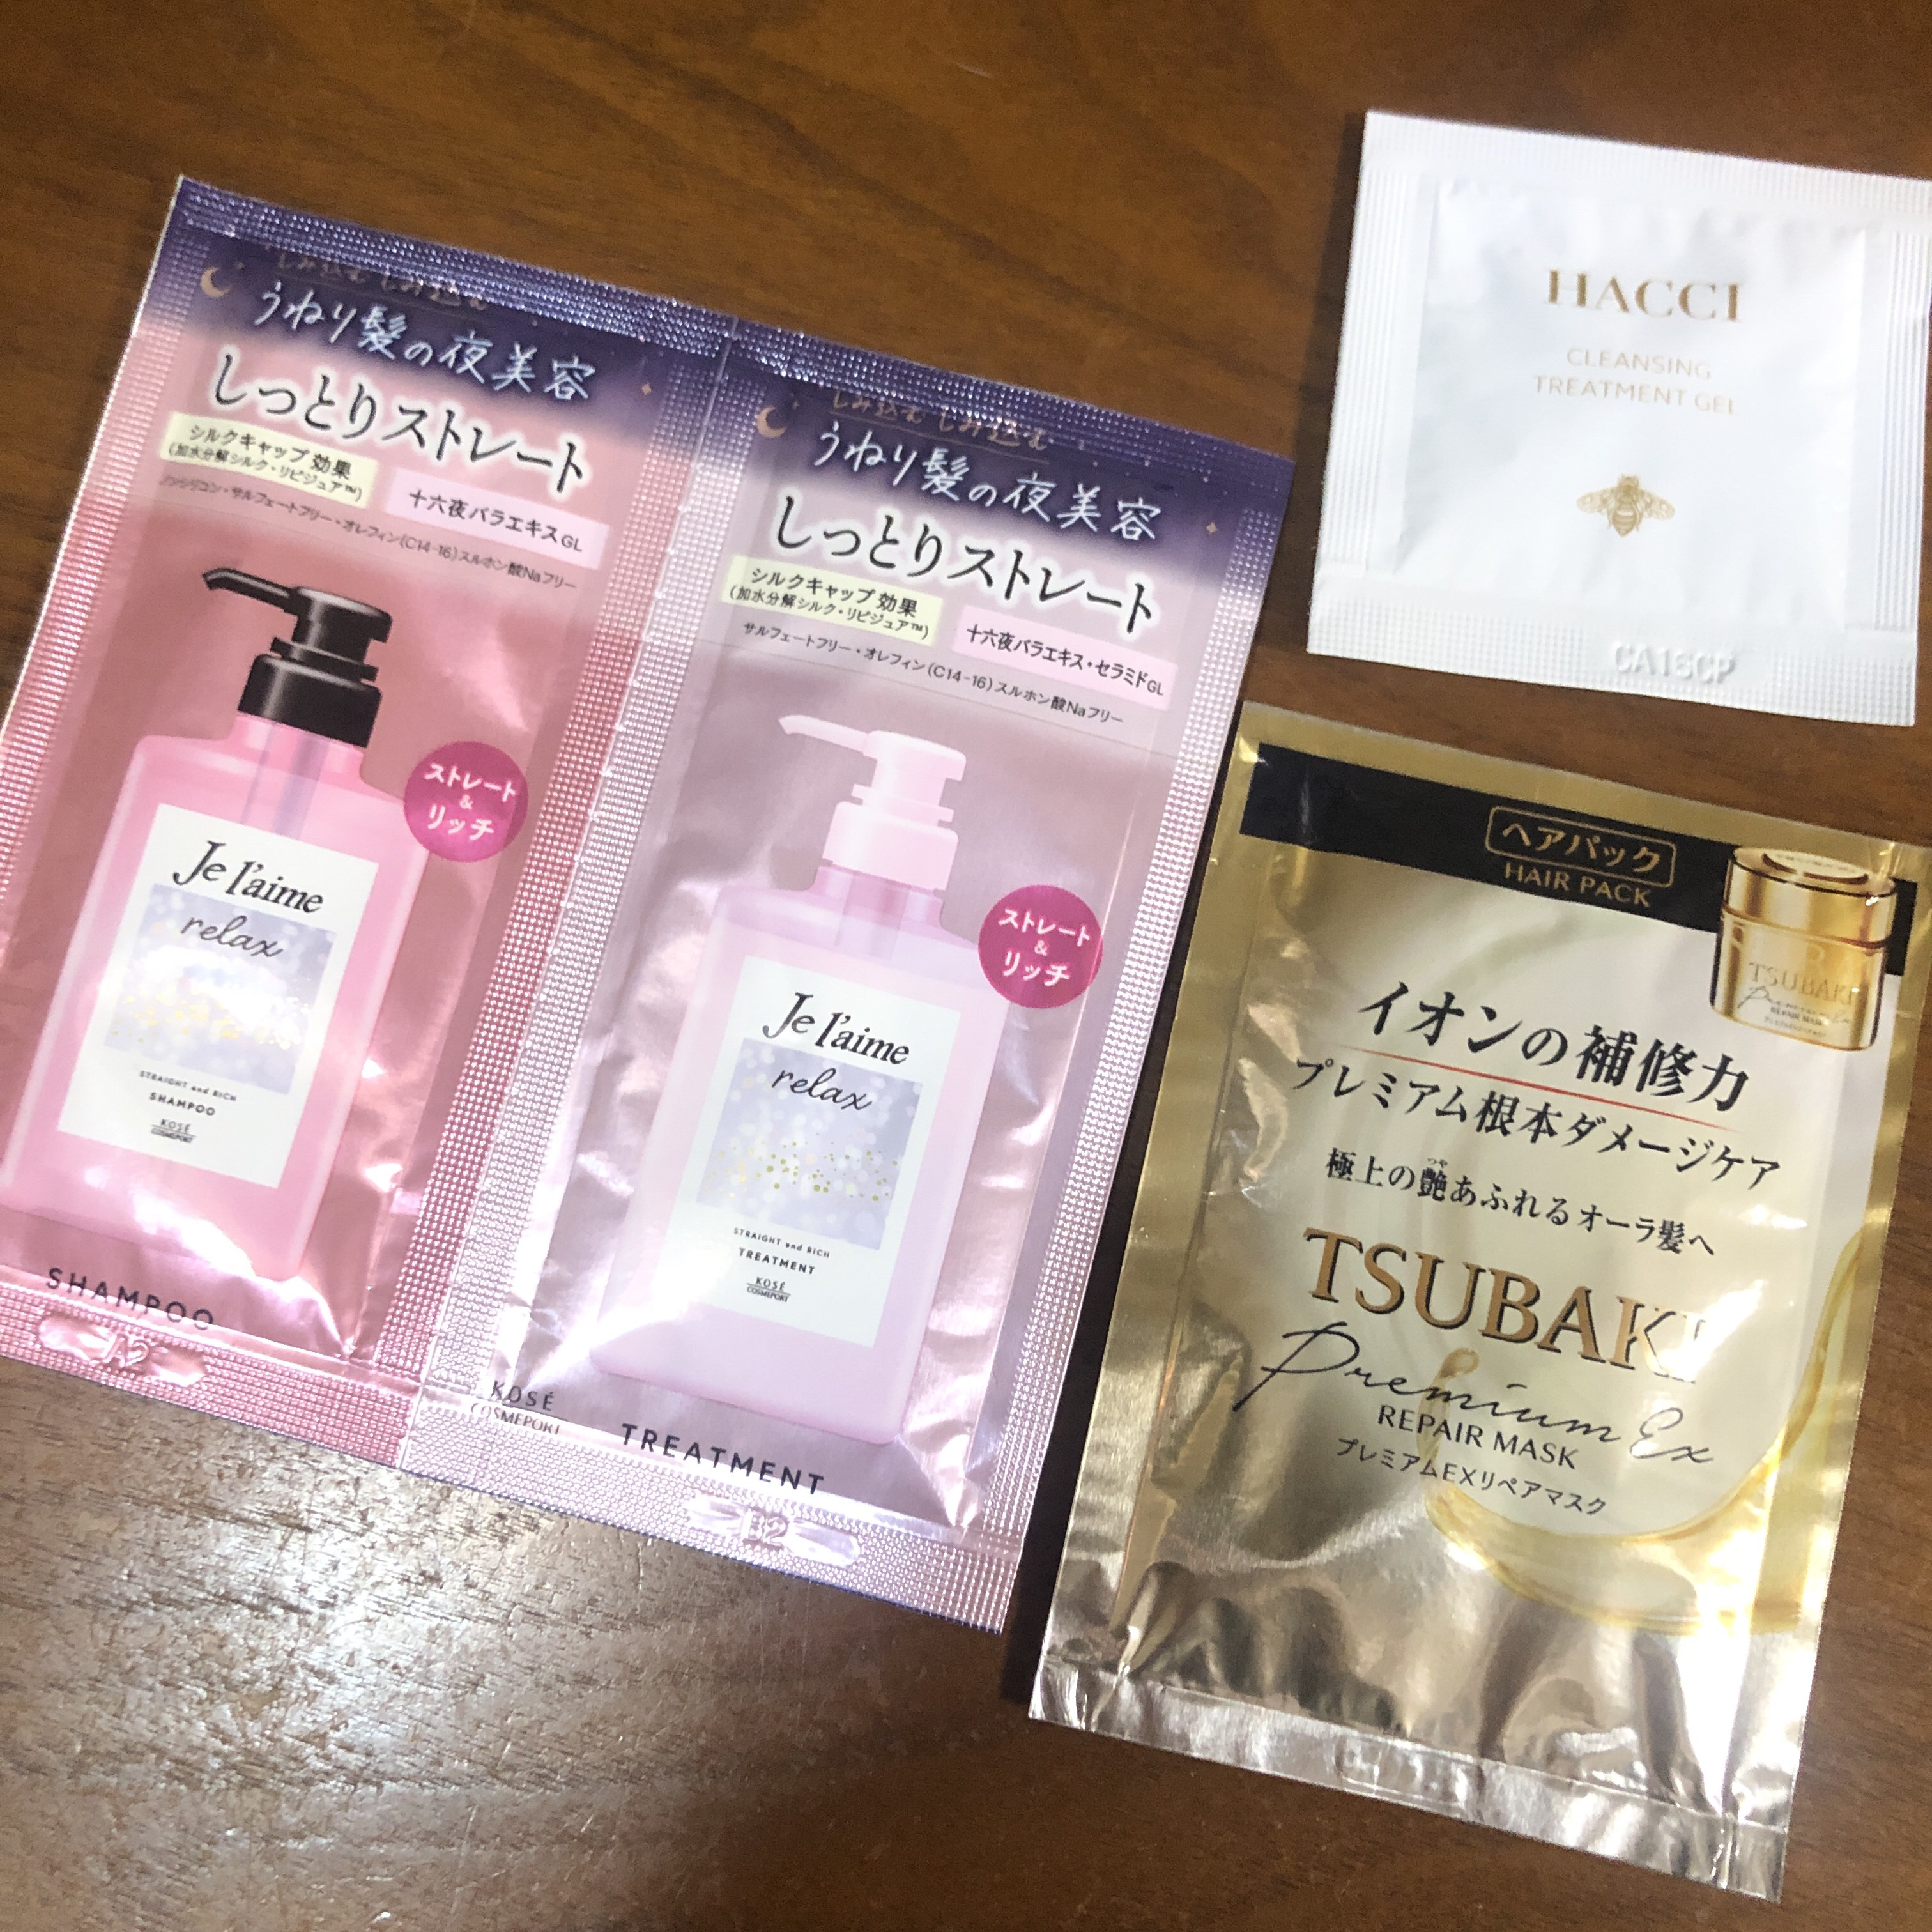 しみ込む しみ込む
うねり髪の夜美容
しっとりストレート
シルクキャップ効果
(加水分解シルク・リピジュア™)
十六夜バラエキスGL
ノンシリコン・サルフェートフリー・オレフィン(C14-16)スルホン酸Naフリー
ストレート
&
リッチ
Je l'aime
relax
STRAIGHT and RICH
SHAMPOO
KOSÉ
COSMEPORT
SHAMPOO
A2
しみ込む しみ込む
うねり髪の夜美容
しっとりストレート
シルクキャップ効果
(加水分解シルク・リピジュア™)
十六夜バラエキス・セラミドGL
サルフェートフリー・オレフィン(C14-16)スルホン酸Naフリー
ストレート
&
リッチ
Je l'aime
relax
STRAIGHT and RICH
TREATMENT
KOSÉ
COSMEPORT
KOSÉ
COSMEPORT
TREATMENT
B2
HACCI
CLEANSING
TREATMENT GEL
CA16CP
ヘアパック
HAIR PACK
TSUBAKI
Premium Ex
REPAIR MASK
イオンの補修力
プレミアム根本ダメージケア
つや
極上の艶あふれるオーラ髪へ
TSUBAKI
Premium Ex
REPAIR MASK
プレミアムEXリペアマスク